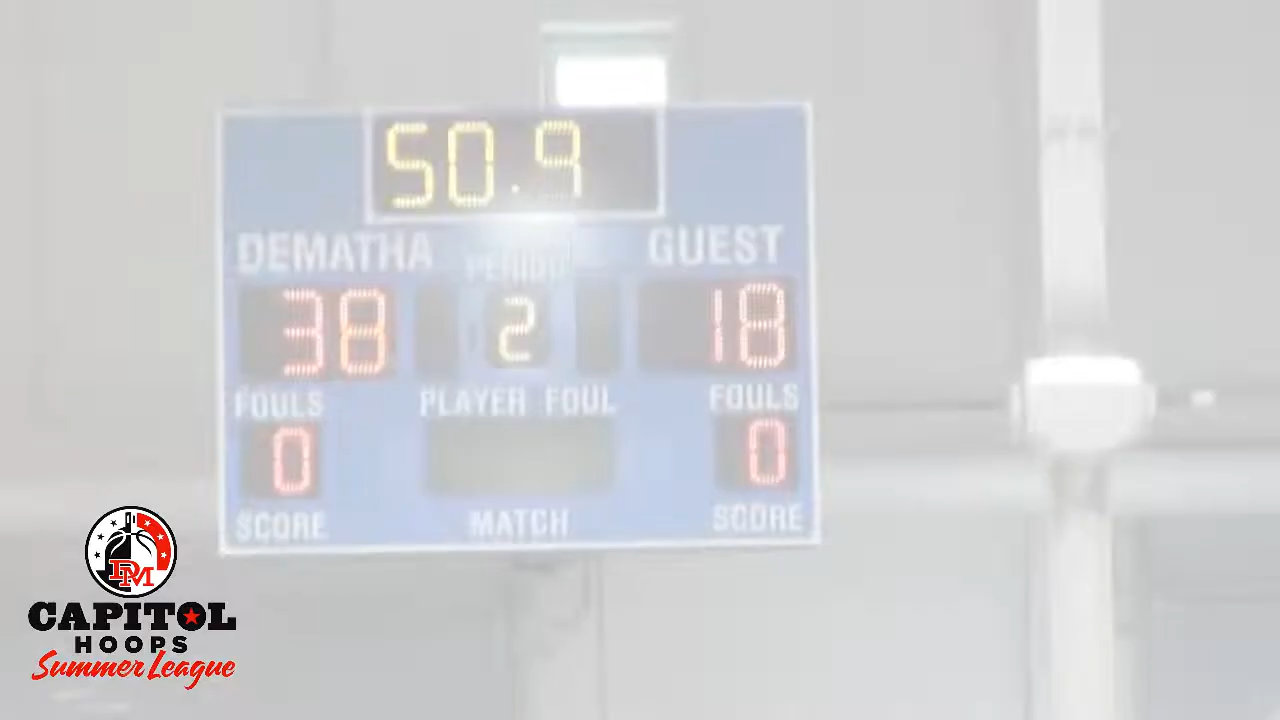 50.9
DEMATHA PERIOD GUEST
38 2 18
FOULS PLAYER FOUL FOULS
0 0
SCORE MATCH SCORE
DM
CAPITOL
HOOPS
Summer League